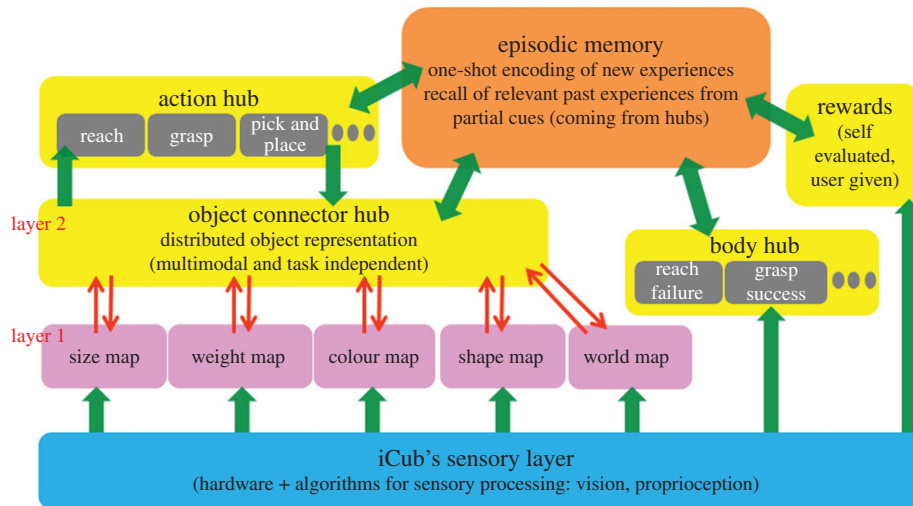 episodic memory
one-shot encoding of new experiences
recall of relevant past experiences from
partial cues (coming from hubs)
action hub
reach
grasp
pick and
place
rewards
(self
evaluated,
user given)
layer 2
object connector hub
distributed object representation
(multimodal and task independent)
body hub
reach
failure
grasp
success
layer 1
size map
weight map
colour map
shape map
world map
iCub's sensory layer
(hardware + algorithms for sensory processing: vision, proprioception)